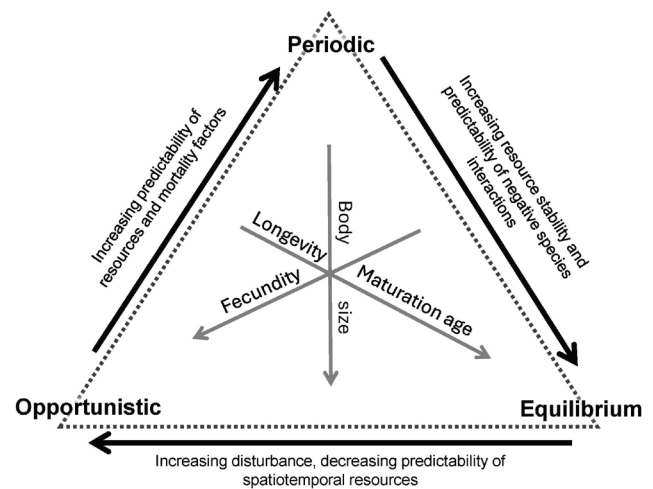 Periodic
Increasing predictability of
resources and mortality factors
Increasing resource stability and
predictability of negative species
interactions
Body
size
Longevity
Fecundity
Maturation age
Opportunistic
Equilibrium
Increasing disturbance, decreasing predictability of
spatiotemporal resources